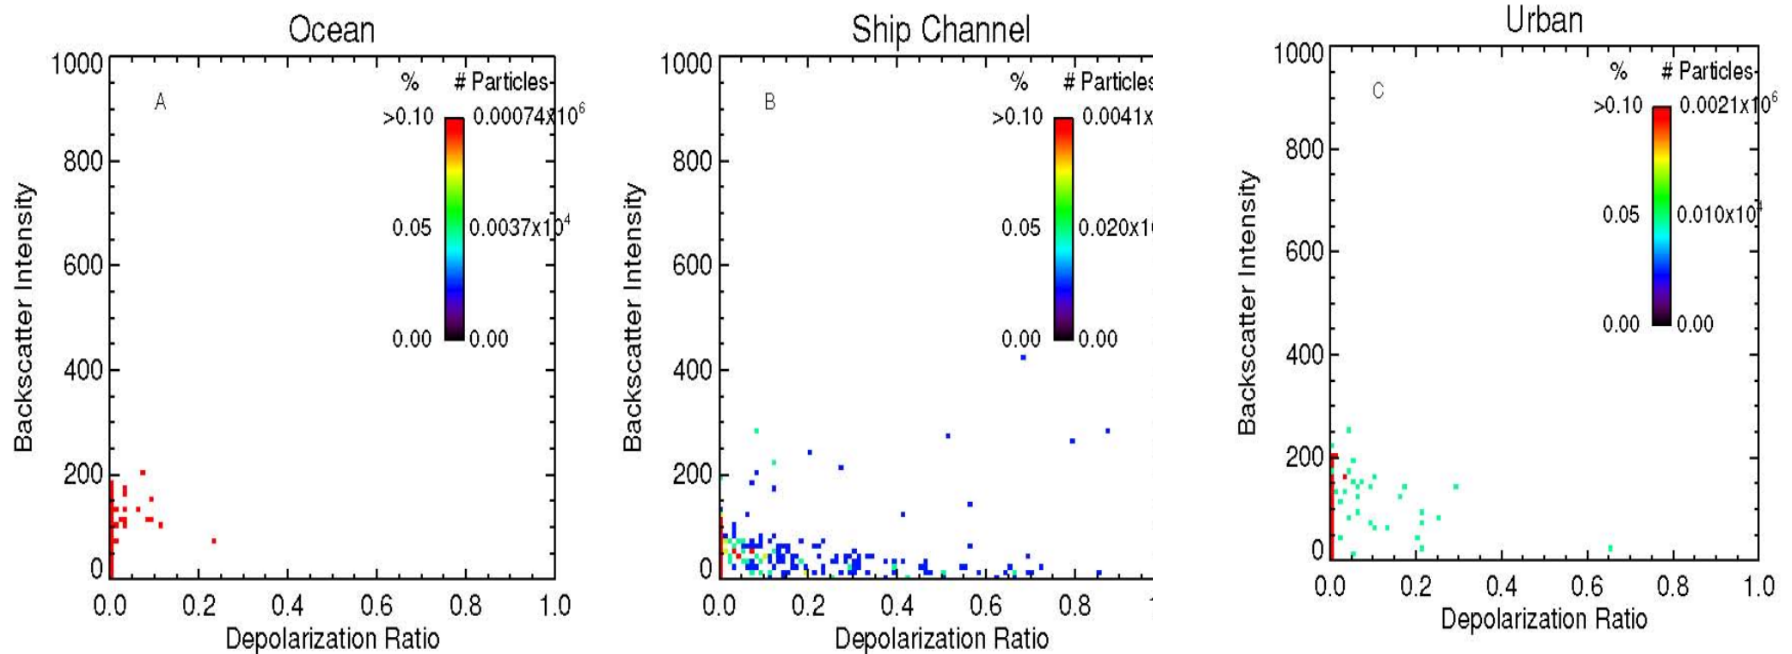 Ocean
A
% # Particles
>0.10 0.00074x10⁶
0.05 0.0037x10⁴
0.00 0.00
1000
800
600
400
200
0
Backscatter Intensity
0.0 0.2 0.4 0.6 0.8 1.0
Depolarization Ratio
Ship Channel
B
% # Particles
>0.10 0.0041x
0.05 0.020x1
0.00 0.00
1000
800
600
400
200
0
Backscatter Intensity
0.0 0.2 0.4 0.6 0.8
Depolarization Ratio
Urban
C
% # Particles
>0.10 0.0021x10⁶
0.05 0.010x10⁴
0.00 0.00
1000
800
600
400
200
0
Backscatter Intensity
0.0 0.2 0.4 0.6 0.8 1.0
Depolarization Ratio